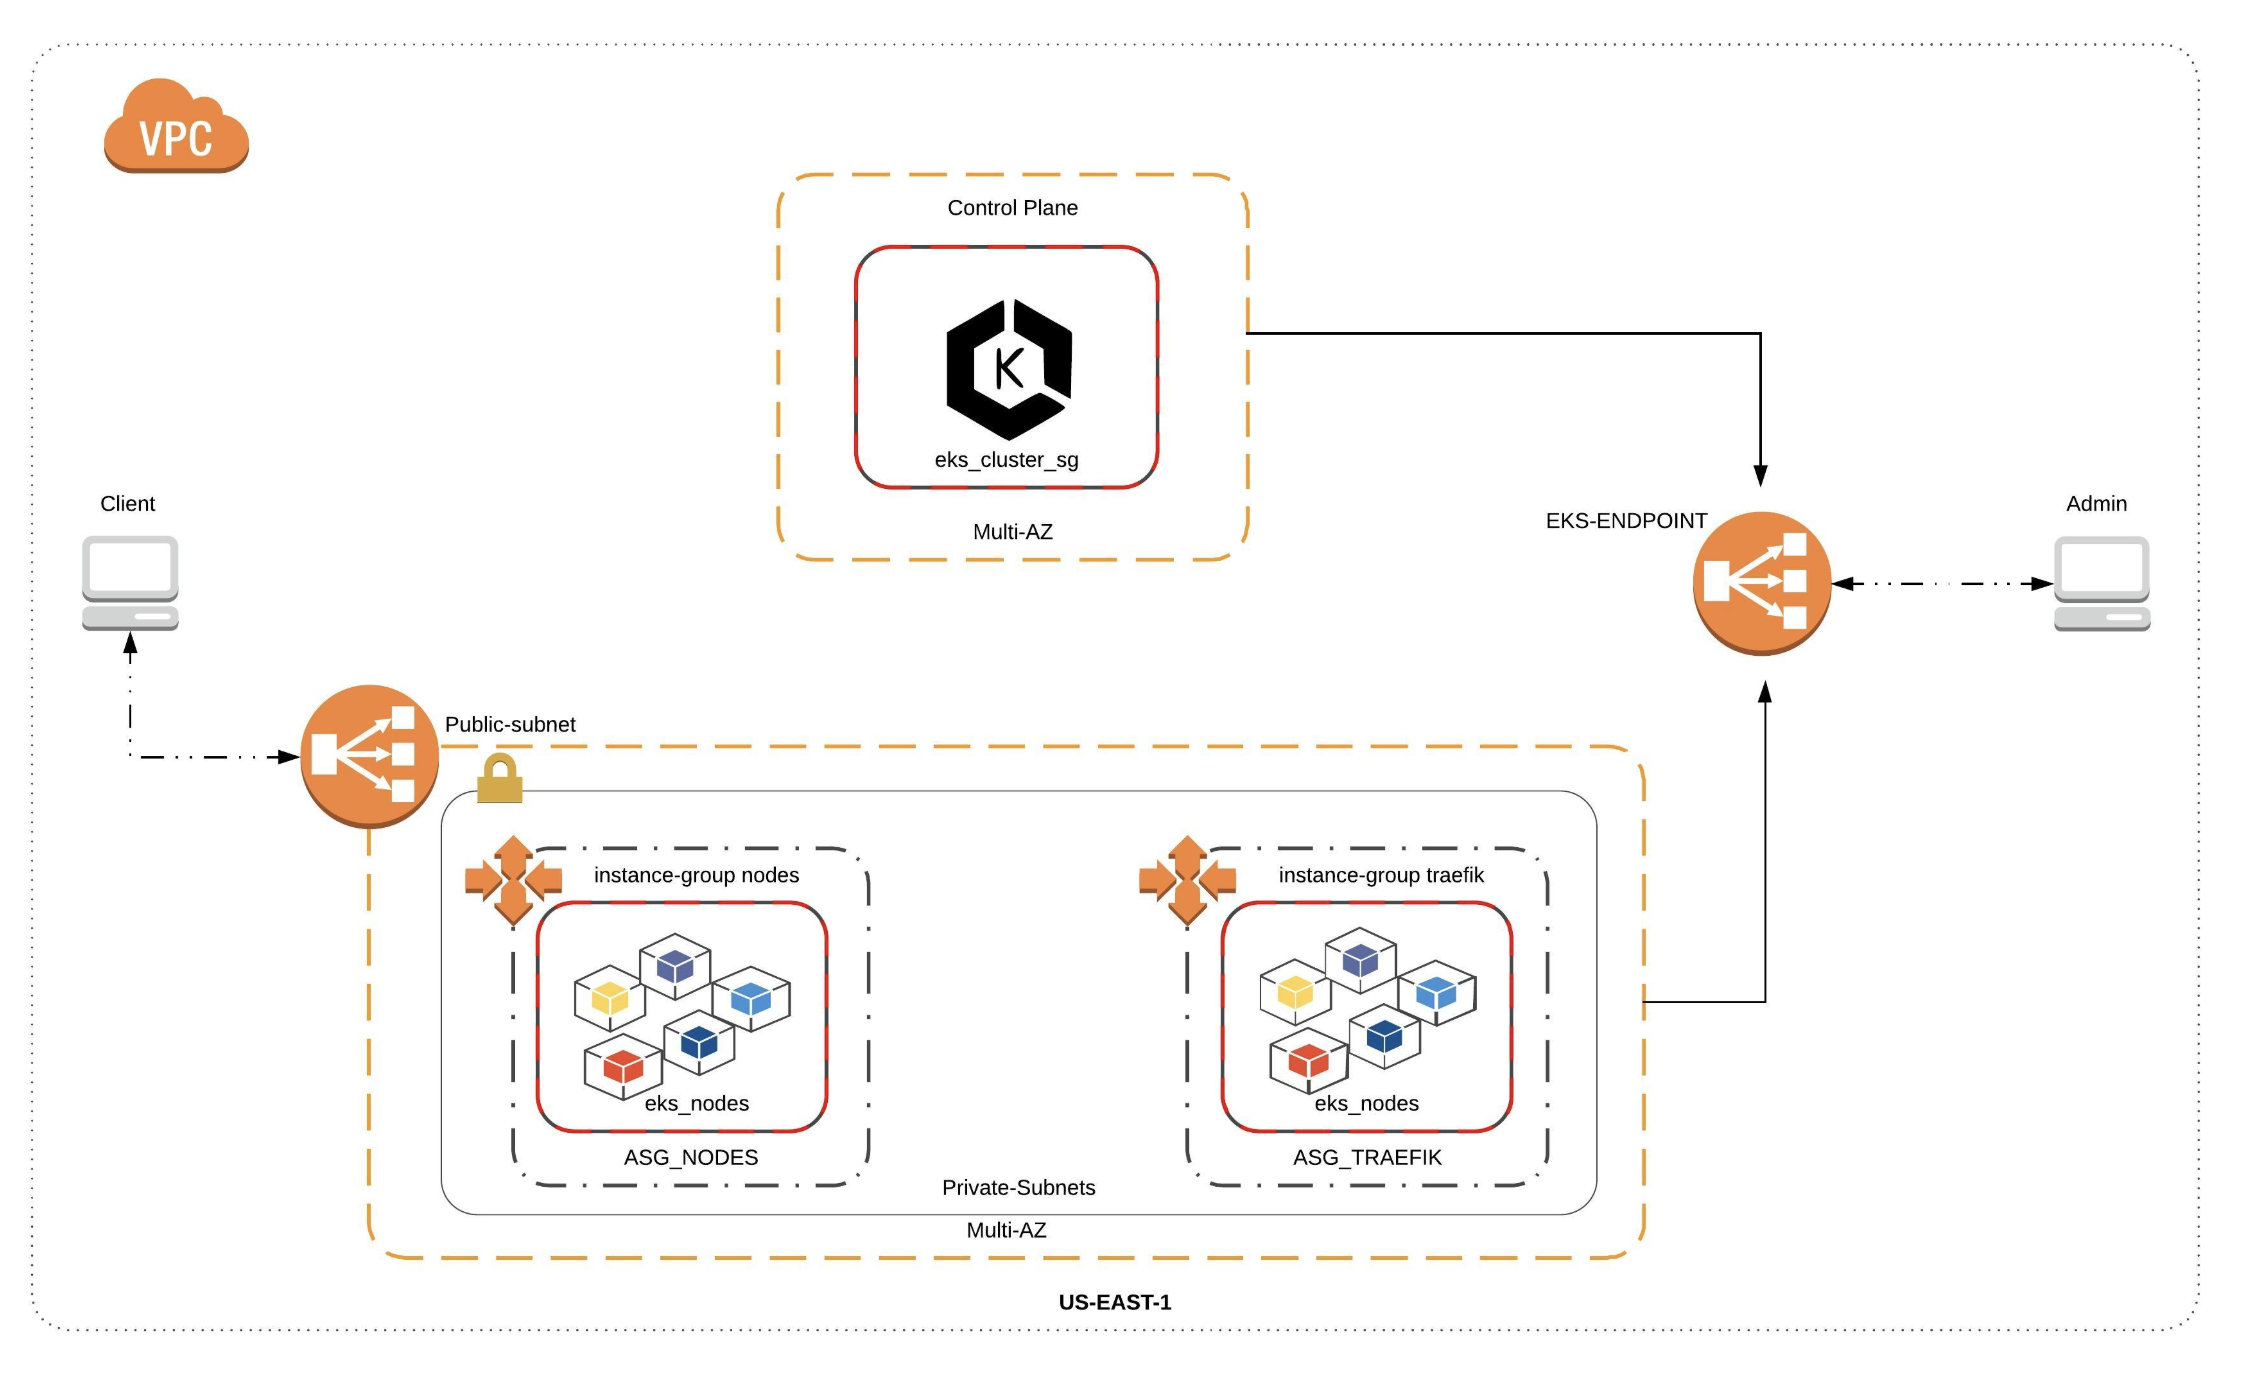 VPC
Control Plane
K
eks_cluster_sg
Multi-AZ
Client
EKS-ENDPOINT
Admin
Public-subnet
instance-group nodes
instance-group traefik
eks_nodes
eks_nodes
ASG_NODES
ASG_TRAEFIK
Private-Subnets
Multi-AZ
US-EAST-1